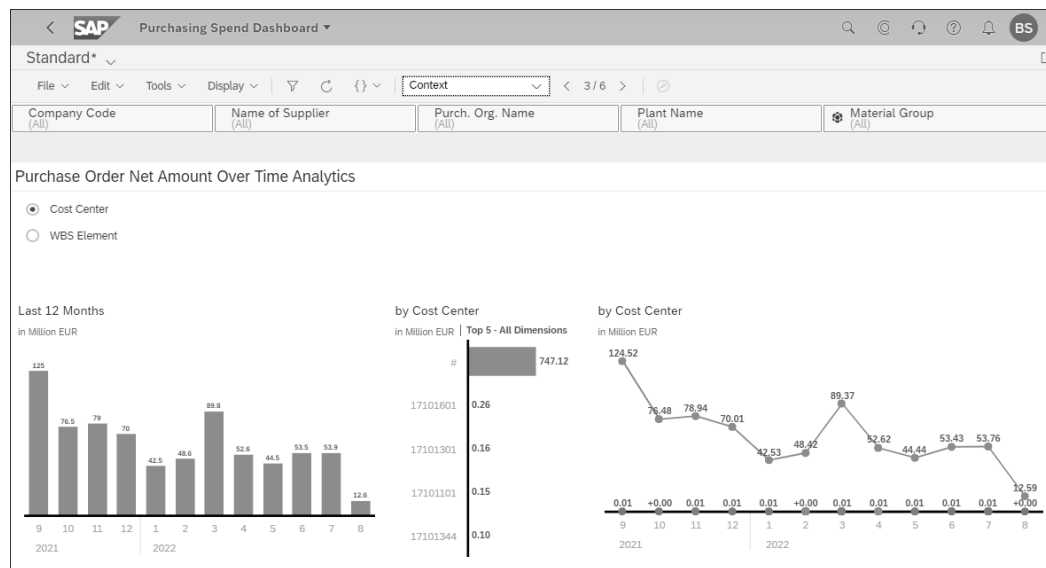 SAP Purchasing Spend Dashboard BS
Standard*
File Edit Tools Display { } Context 3 / 6
Company Code Name of Supplier Purch. Org. Name Plant Name Material Group
(All) (All) (All) (All) (All)
Purchase Order Net Amount Over Time Analytics
Cost Center
WBS Element
Last 12 Months
in Million EUR
125
76.5
79
70
42.5
48.6
89.8
52.6
44.5
53.5
53.9
12.6
9 10 11 12 1 2 3 4 5 6 7 8
2021 2022
by Cost Center
in Million EUR Top 5 - All Dimensions
# 747.12
17101601 0.26
17101301 0.16
17101101 0.15
17101344 0.10
by Cost Center
in Million EUR
124.52
76.48
78.94
70.01
42.53
48.42
89.37
52.62
44.44
53.43
53.76
12.59
0.01 +0.00 0.01 0.01 0.01 +0.00 0.01 0.01 0.01 0.01 0.01 +0.00
9 10 11 12 1 2 3 4 5 6 7 8
2021 2022